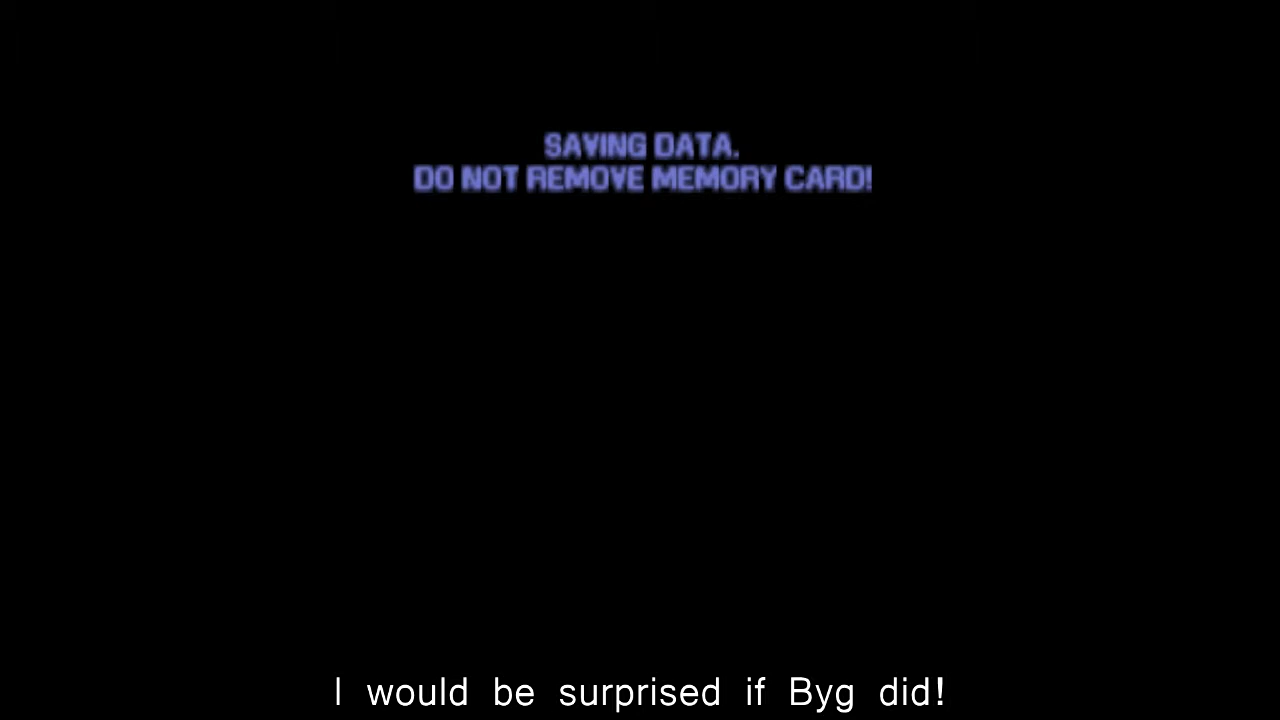 SAVING DATA.
DO NOT REMOVE MEMORY CARD!
I would be surprised if Byg did!